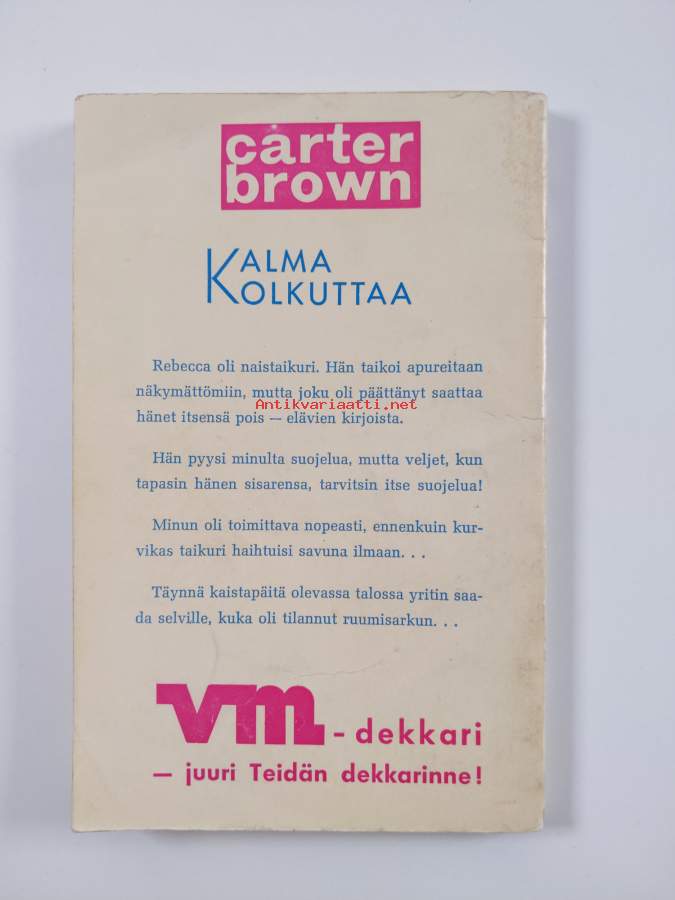 carter
brown
KALMA
KOLKUTTAA
Rebecca oli naistaikuri. Hän taikoi apureitaan
näkymättömiin, mutta joku oli päättänyt saattaa
Antikvariaatti.net
hänet itsensä pois — elävien kirjoista.
Hän pyysi minulta suojelua, mutta veljet, kun
tapasin hänen sisarensa, tarvitsin itse suojelua!
Minun oli toimittava nopeasti, ennenkuin kur-
vikas taikuri haihtuisi savuna ilmaan. . .
Täynnä kaistapäitä olevassa talossa yritin saa-
da selville, kuka oli tilannut ruumisarkun. . .
vm - dekkari
— juuri Teidän dekkarinne!